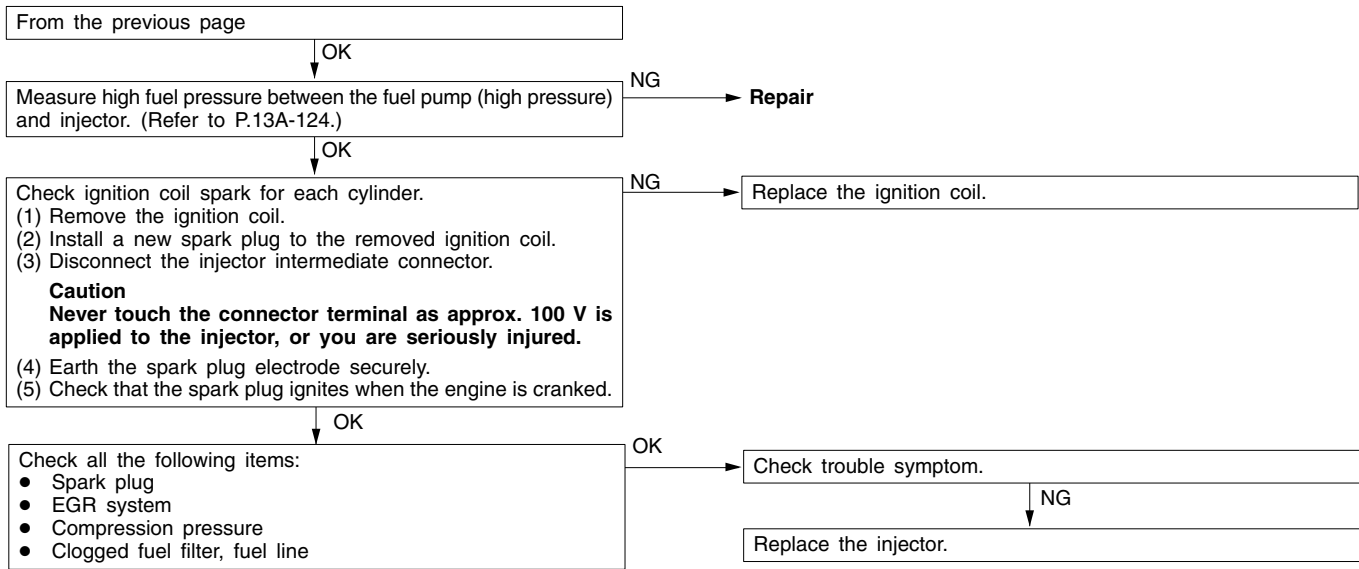 From the previous page
OK
Measure high fuel pressure between the fuel pump (high pressure)
and injector. (Refer to P.13A-124.)
NG
Repair
OK
Check ignition coil spark for each cylinder.
(1) Remove the ignition coil.
(2) Install a new spark plug to the removed ignition coil.
(3) Disconnect the injector intermediate connector.
Caution
Never touch the connector terminal as approx. 100 V is
applied to the injector, or you are seriously injured.
(4) Earth the spark plug electrode securely.
(5) Check that the spark plug ignites when the engine is cranked.
NG
Replace the ignition coil.
OK
Check all the following items:
● Spark plug
● EGR system
● Compression pressure
● Clogged fuel filter, fuel line
OK
Check trouble symptom.
NG
Replace the injector.